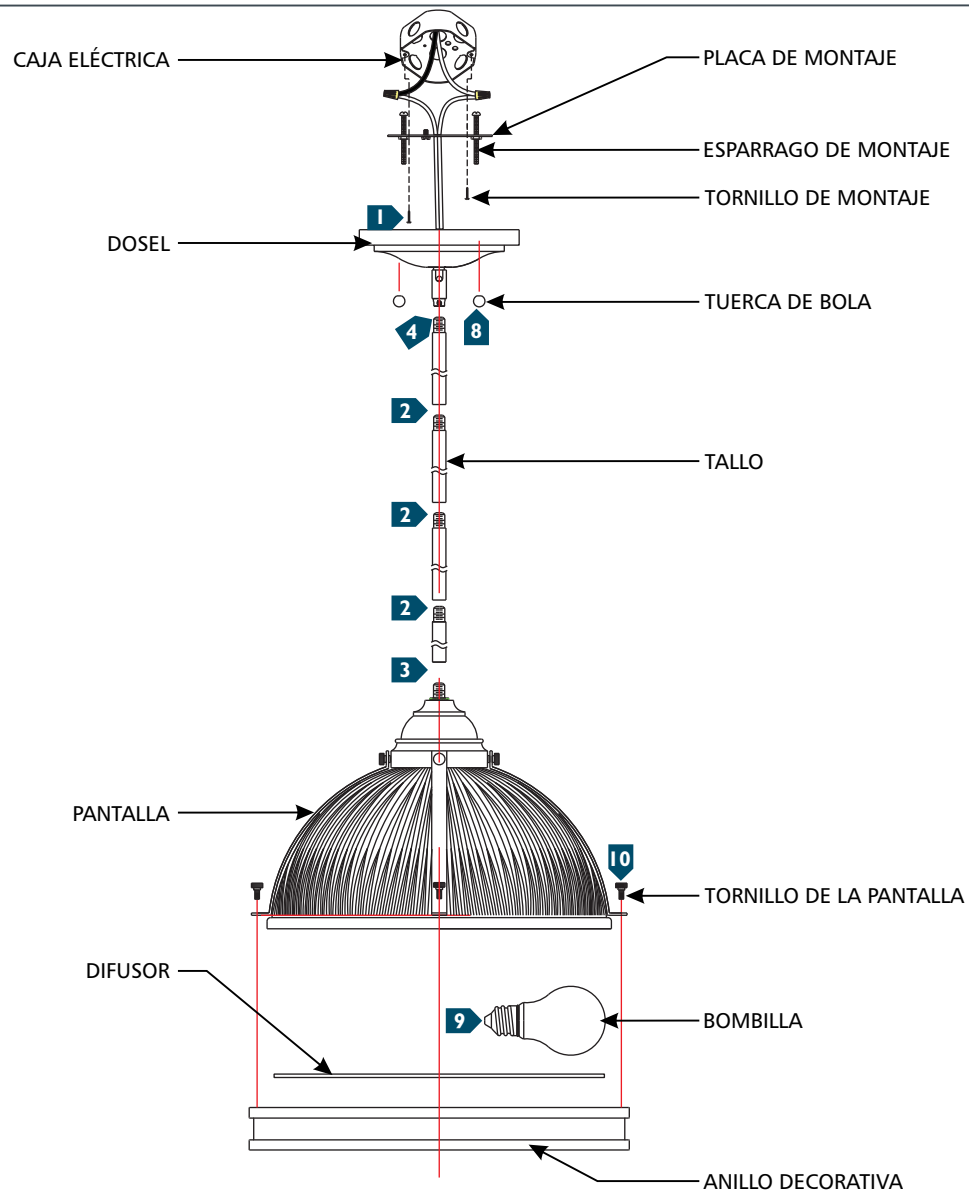 CAJA ELÉCTRICA
PLACA DE MONTAJE
ESPARRAGO DE MONTAJE
TORNILLO DE MONTAJE
1
DOSEL
TUERCA DE BOLA
4
8
2
TALLO
2
2
3
PANTALLA
10
TORNILLO DE LA PANTALLA
DIFUSOR
9
BOMBILLA
ANILLO DECORATIVA